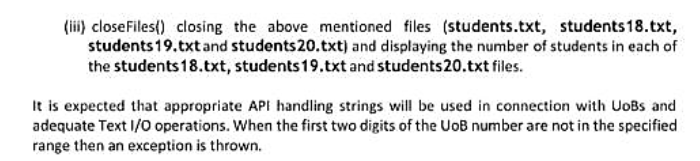 (iii) closeFiles() closing the above mentioned files (students.txt, students18.txt,
students19.txt and students20.txt) and displaying the number of students in each of
the students18.txt, students19.txt and students20.txt files.
It is expected that appropriate API handling strings will be used in connection with UoBs and
adequate Text I/O operations. When the first two digits of the UoB number are not in the specified
range then an exception is thrown.